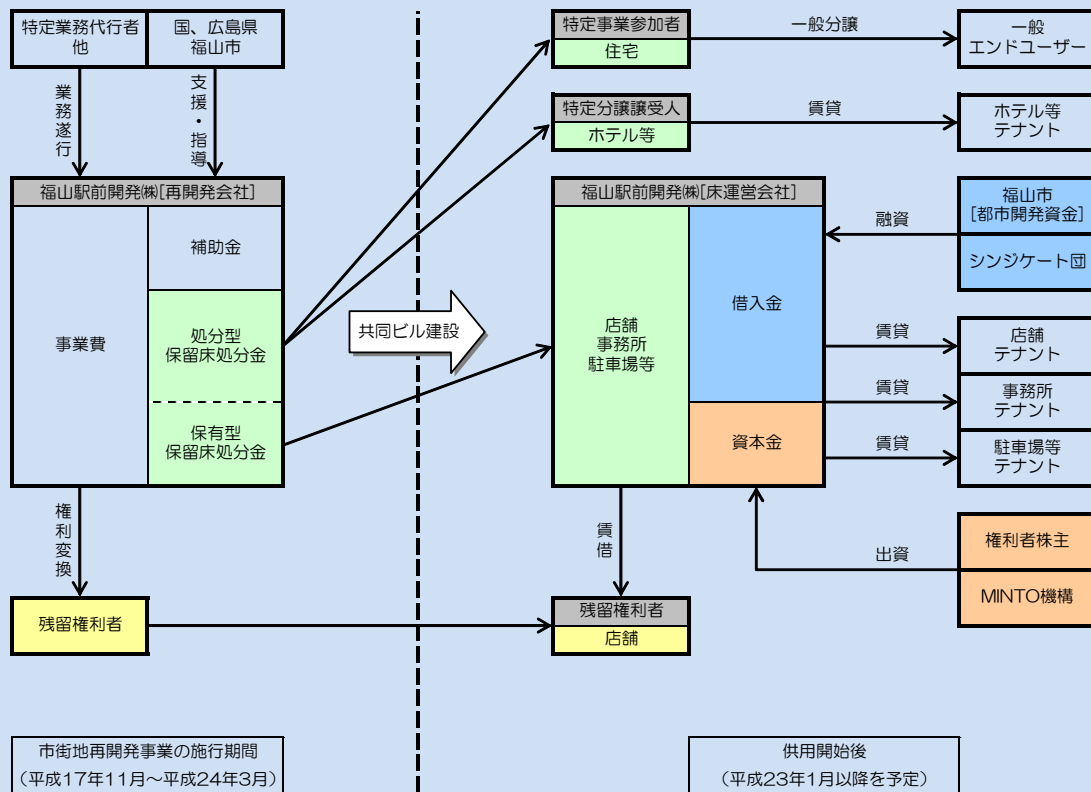 特定業務代行者
他
国、広島県
福山市
業務遂行
支援・指導
福山駅前開発㈱[再開発会社]
事業費
補助金
処分型
保留床処分金
保有型
保留床処分金
権利変換
残留権利者
共同ビル建設
特定事業参加者
住宅
一般分譲
一般
エンドユーザー
特定分譲譲受人
ホテル等
賃貸
ホテル等
テナント
福山駅前開発㈱[床運営会社]
店舗
事務所
駐車場等
借入金
資本金
融資
福山市
[都市開発資金]
シンジケート団
賃貸
店舗
テナント
賃貸
事務所
テナント
賃貸
駐車場等
テナント
賃借
出資
権利者株主
MINTO機構
残留権利者
店舗
市街地再開発事業の施行期間
（平成17年11月～平成24年3月）
供用開始後
（平成23年1月以降を予定）